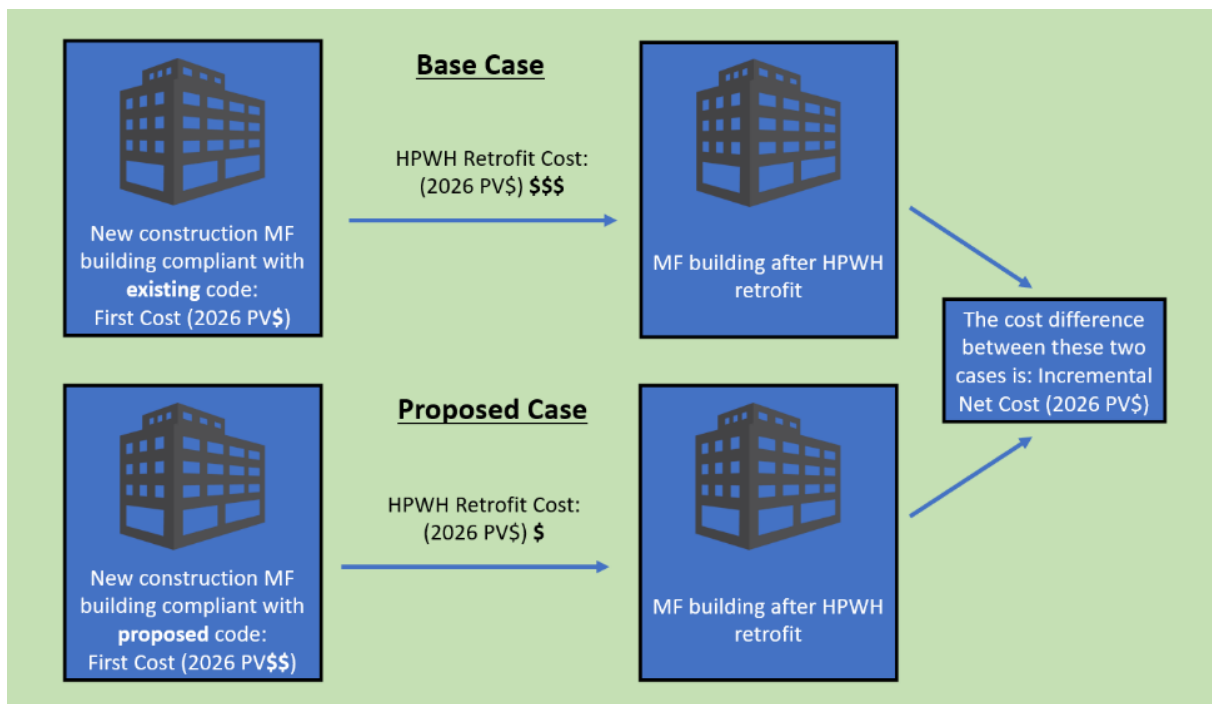 Base Case
New construction MF
building compliant with
existing code:
First Cost (2026 PV$)
HPWH Retrofit Cost:
(2026 PV$) $$$
MF building after HPWH
retrofit
Proposed Case
New construction MF
building compliant with
proposed code:
First Cost (2026 PV$$)
HPWH Retrofit Cost:
(2026 PV$) $
MF building after HPWH
retrofit
The cost difference
between these two
cases is: Incremental
Net Cost (2026 PV$)